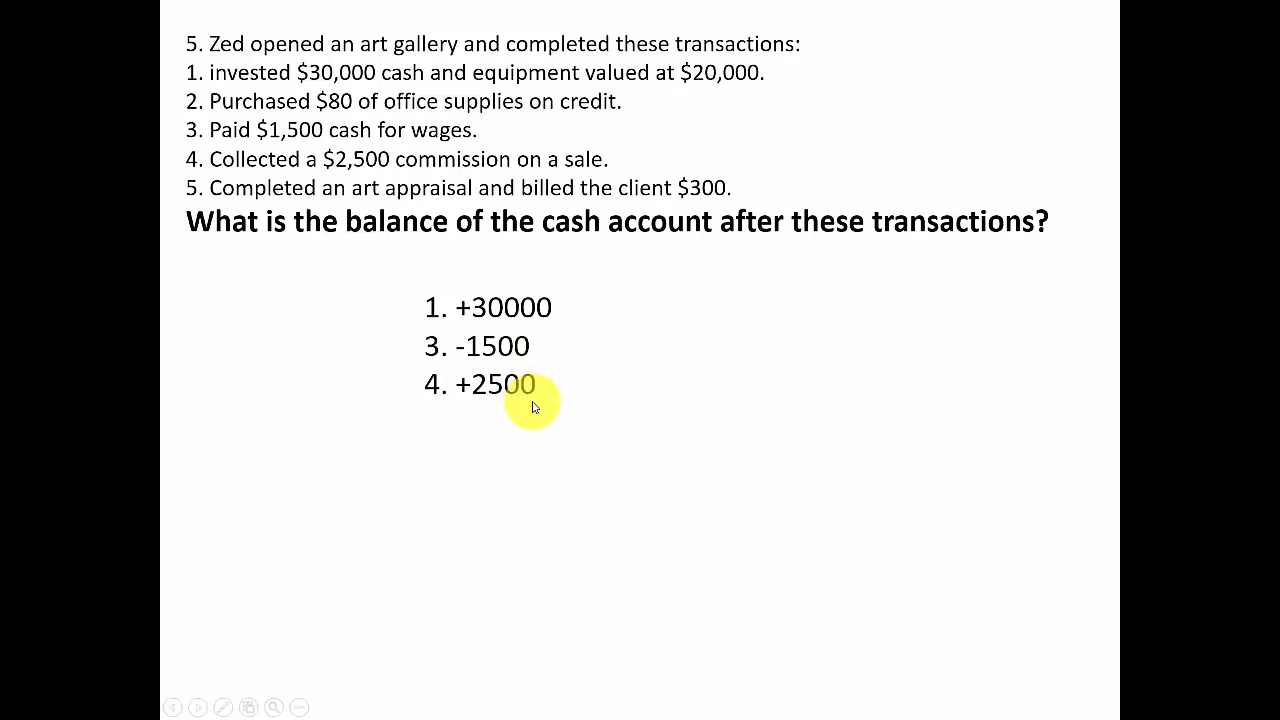 5. Zed opened an art gallery and completed these transactions:
1. invested $30,000 cash and equipment valued at $20,000.
2. Purchased $80 of office supplies on credit.
3. Paid $1,500 cash for wages.
4. Collected a $2,500 commission on a sale.
5. Completed an art appraisal and billed the client $300.
What is the balance of the cash account after these transactions?
1. +30000
3. -1500
4. +2500